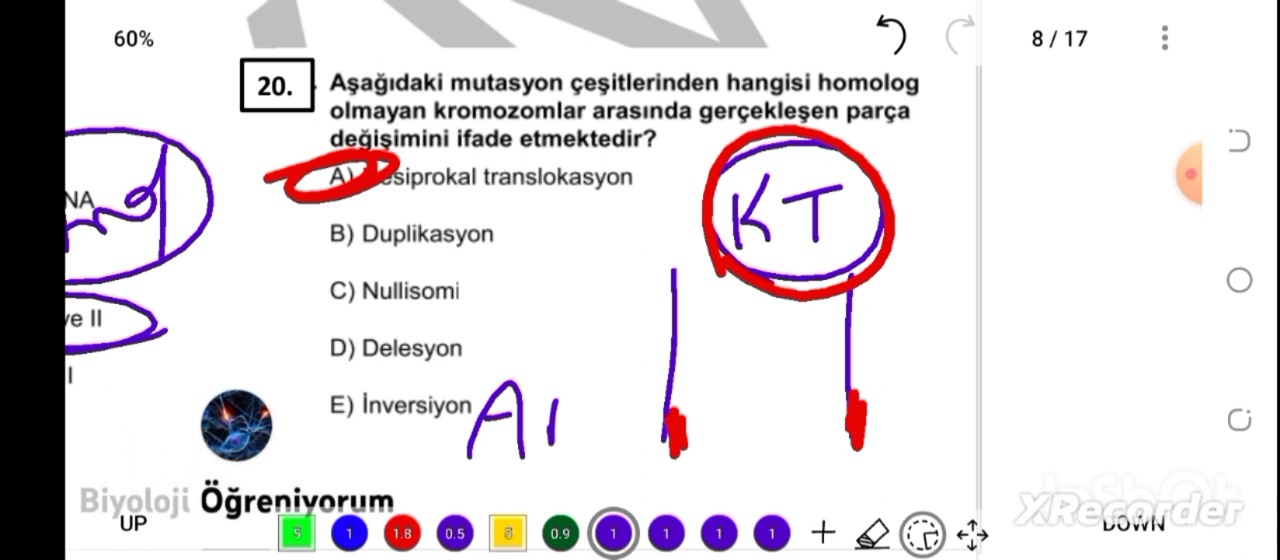 60%
8 / 17
20.
Aşağıdaki mutasyon çeşitlerinden hangisi homolog
olmayan kromozomlar arasında gerçekleşen parça
değişimini ifade etmektedir?
A) esiprokal translokasyon
B) Duplikasyon
C) Nullisomi
D) Delesyon
E) İnversiyon
NA
ve II
I
KT
Biyoloji Öğreniyorum
UP
5 1 1.8 0.5 5 0.9 1 1 1 1
XRecorder
DOWN